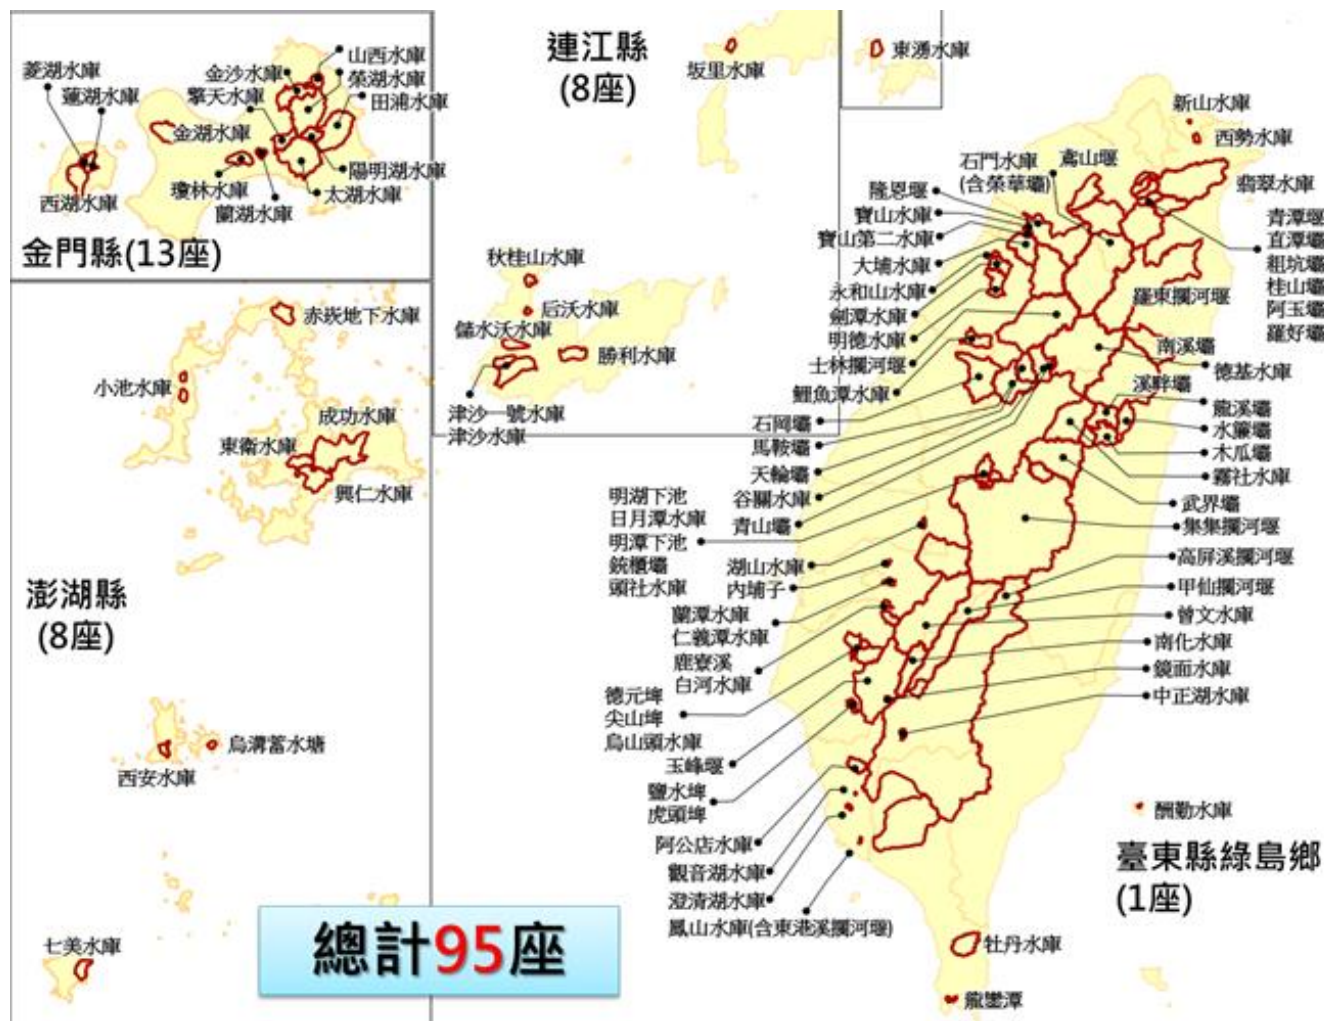 菱湖水庫
蓮湖水庫
西湖水庫
金沙水庫
擎天水庫
金湖水庫
瓊林水庫
蘭湖水庫
山西水庫
榮湖水庫
田浦水庫
陽明湖水庫
太湖水庫
金門縣(13座)
連江縣
(8座)
坂里水庫
東湧水庫
秋桂山水庫
后沃水庫
儲水沃水庫
勝利水庫
津沙一號水庫
津沙水庫
赤崁地下水庫
小池水庫
成功水庫
東衛水庫
興仁水庫
澎湖縣
(8座)
烏溝蓄水塘
西安水庫
七美水庫
總計95座
新山水庫
西勢水庫
鳶山堰
石門水庫
(含榮華壩)
翡翠水庫
青潭堰
直潭壩
粗坑壩
桂山壩
阿玉壩
羅好壩
隆恩堰
寶山水庫
寶山第二水庫
大埔水庫
永和山水庫
劍潭水庫
明德水庫
士林攔河堰
鯉魚潭水庫
石岡壩
馬鞍壩
天輪壩
谷關水庫
青山壩
羅東攔河堰
南溪壩
德基水庫
溪畔壩
龍溪壩
水簾壩
木瓜壩
霧社水庫
武界壩
集集攔河堰
高屏溪攔河堰
甲仙攔河堰
曾文水庫
南化水庫
鏡面水庫
中正湖水庫
明湖下池
日月潭水庫
明潭下池
銃櫃壩
頭社水庫
湖山水庫
內埔子
蘭潭水庫
仁義潭水庫
鹿寮溪
白河水庫
德元埤
尖山埤
烏山頭水庫
玉峰堰
鹽水埤
虎頭埤
阿公店水庫
觀音湖水庫
澄清湖水庫
鳳山水庫(含東港溪攔河堰)
酬勤水庫
臺東縣綠島鄉
(1座)
牡丹水庫
龍鑾潭